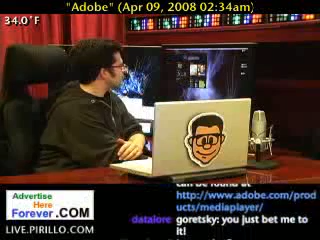 "Adobe" (Apr 09, 2008 02:34am)
34.0°F
Advertise
Here
Forever .COM
LIVE.PIRILLO.COM
can be found at
http://www.adobe.com/prod
ucts/mediaplayer/
datalore: goretsky: you just bet me to
it!